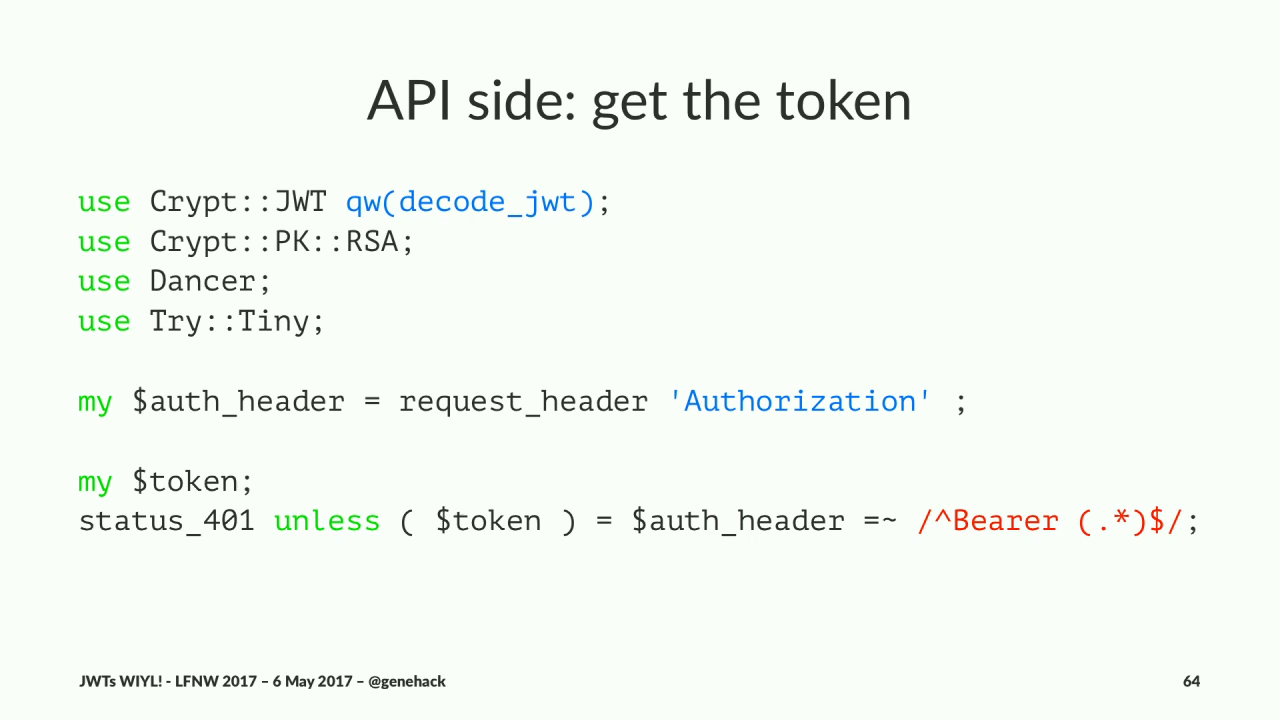 API side: get the token
use Crypt::JWT qw(decode_jwt);
use Crypt::PK::RSA;
use Dancer;
use Try::Tiny;
my $auth_header = request_header 'Authorization' ;
my $token;
status_401 unless ( $token ) = $auth_header =~ /^Bearer (.*)$/;
JWTs WIYL! - LFNW 2017 – 6 May 2017 – @genehack
64